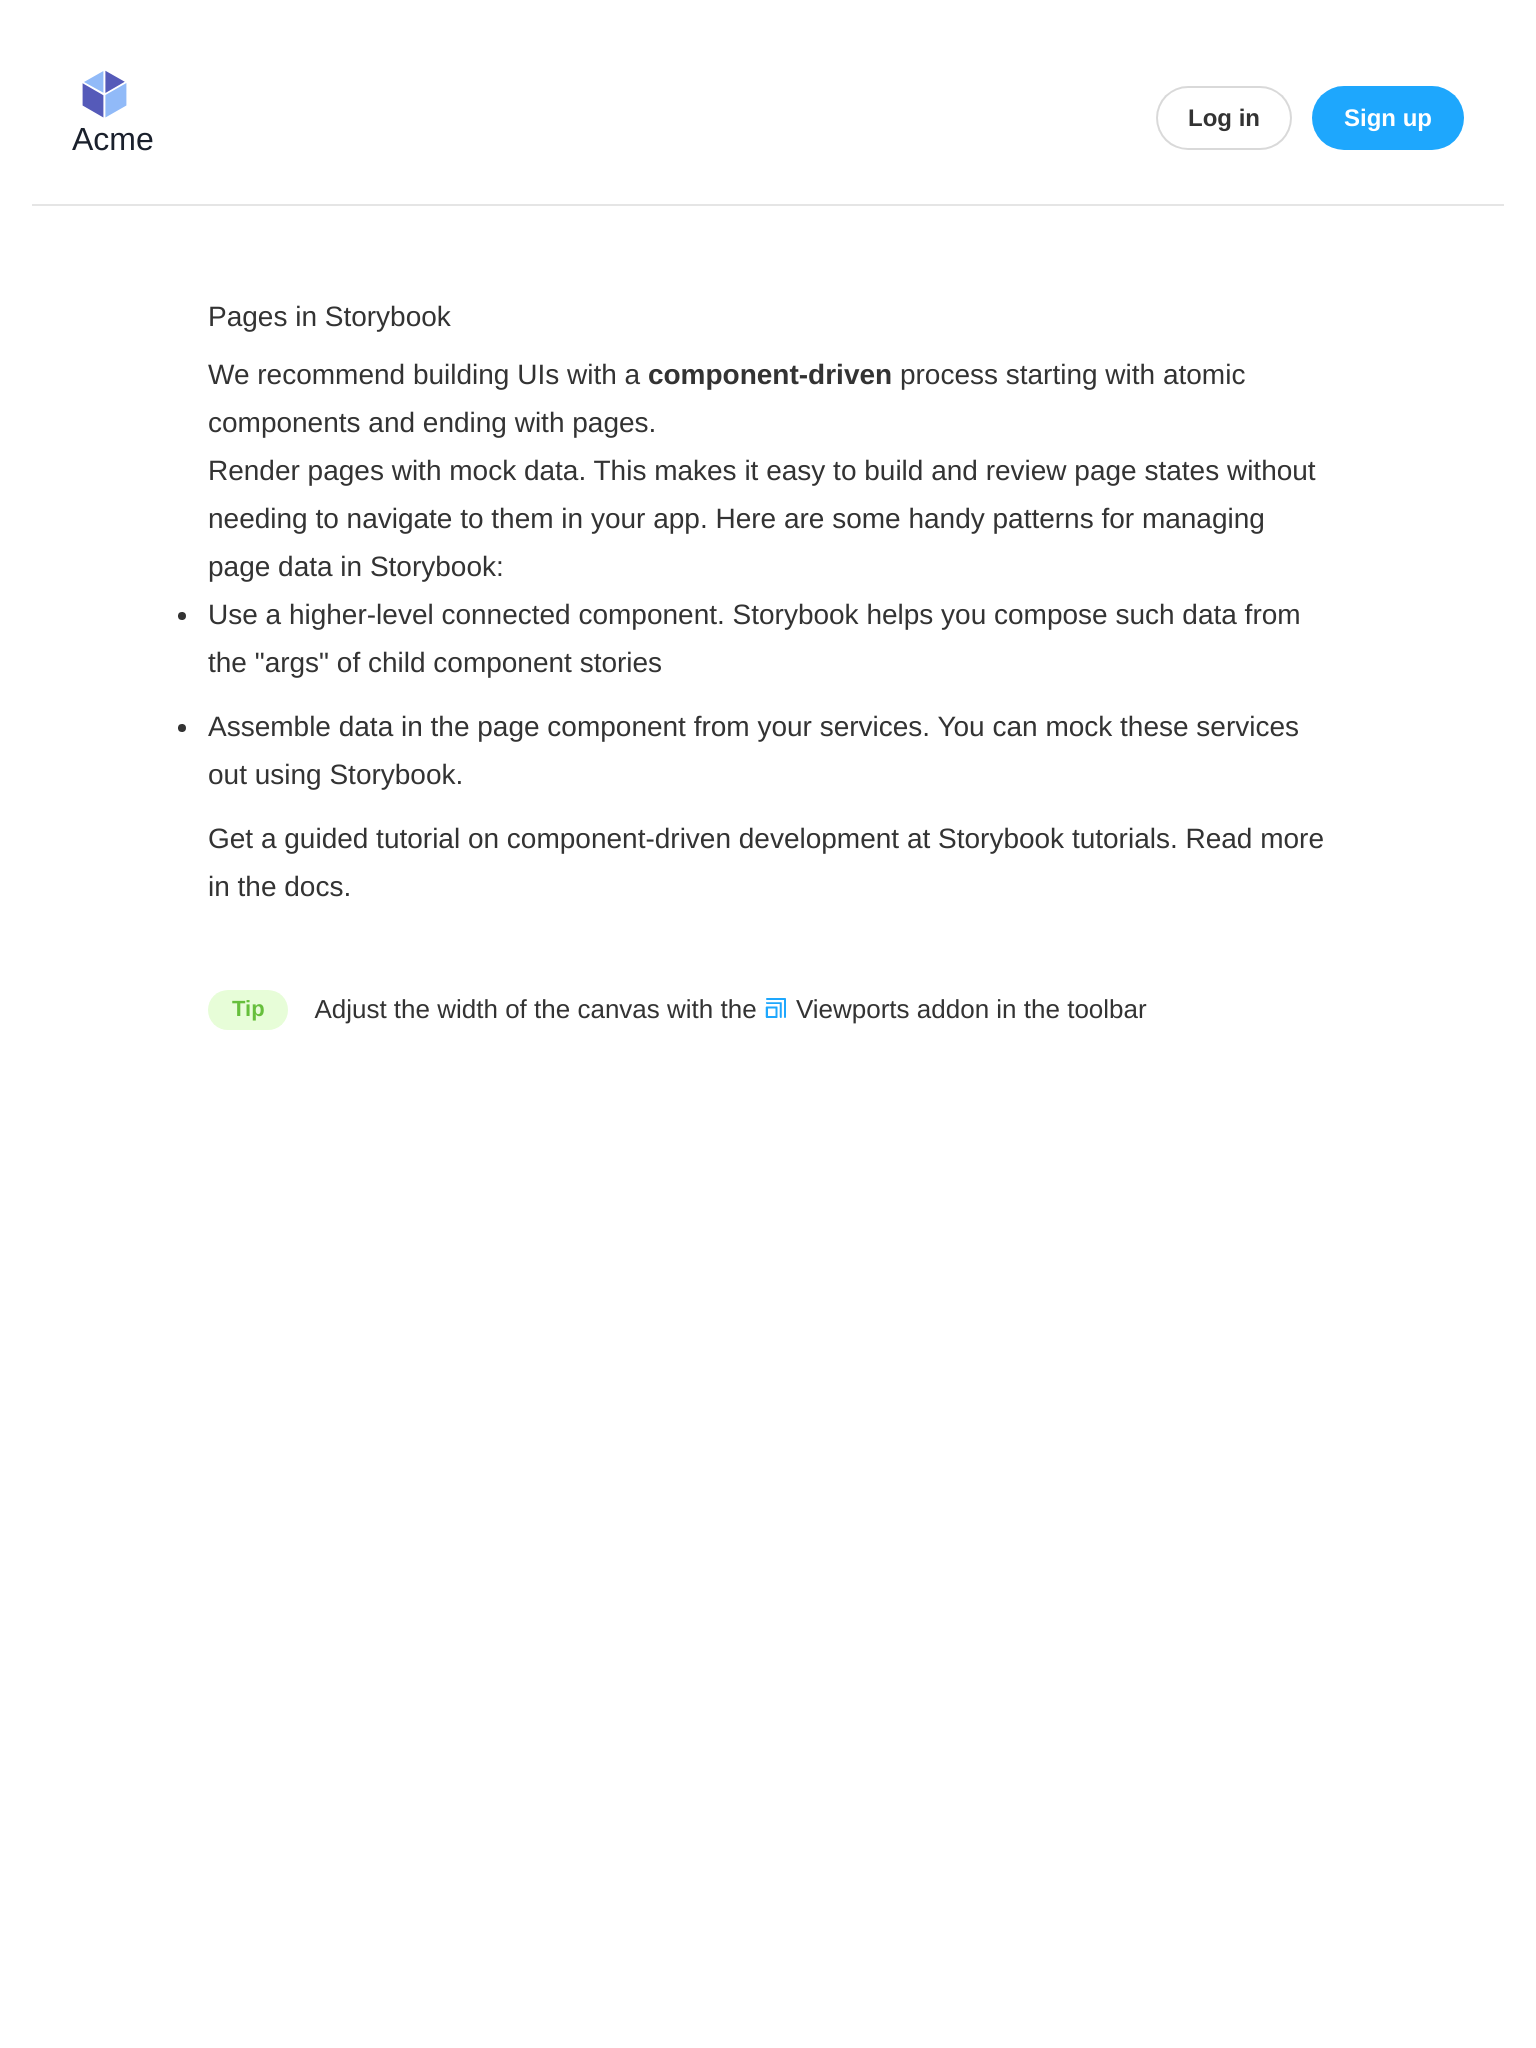 Acme
Log in
Sign up
Pages in Storybook
We recommend building UIs with a component-driven process starting with atomic
components and ending with pages.
Render pages with mock data. This makes it easy to build and review page states without
needing to navigate to them in your app. Here are some handy patterns for managing
page data in Storybook:
Use a higher-level connected component. Storybook helps you compose such data from
the "args" of child component stories
Assemble data in the page component from your services. You can mock these services
out using Storybook.
Get a guided tutorial on component-driven development at Storybook tutorials. Read more
in the docs.
Tip Adjust the width of the canvas with the Viewports addon in the toolbar